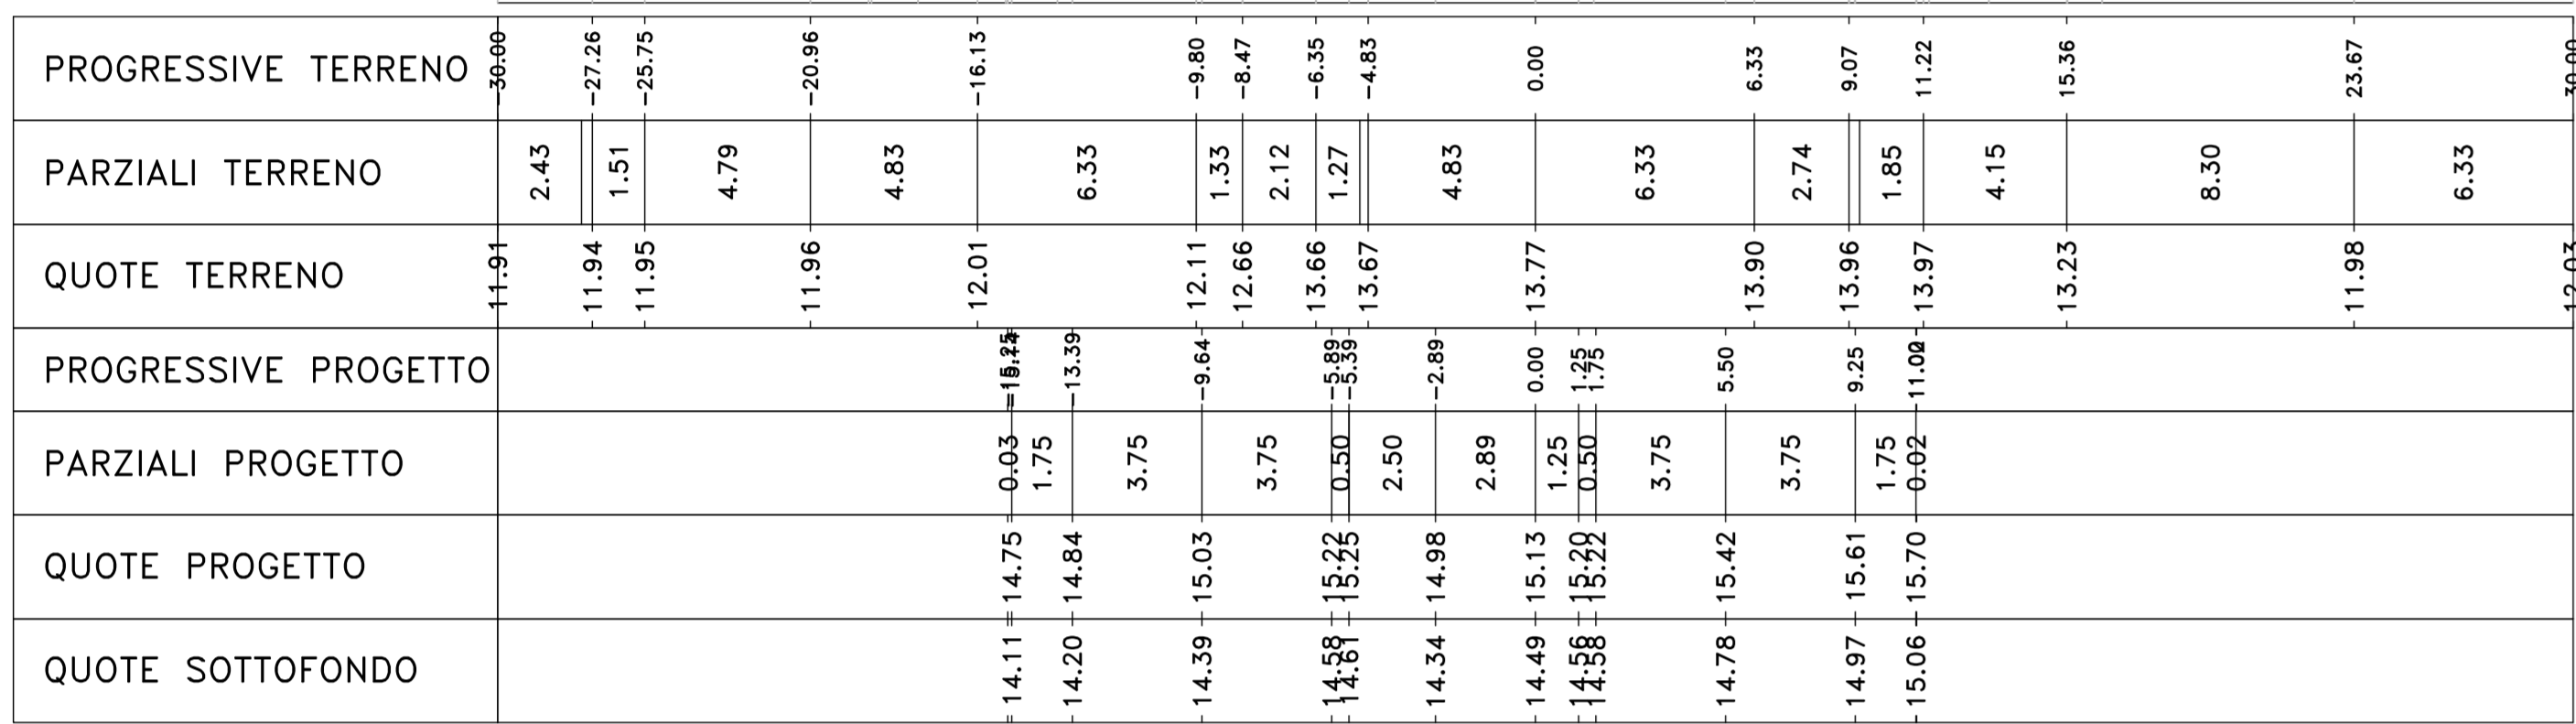 PROGRESSIVE TERRENO -30.00 -27.26 -25.75 -20.96 -16.13 -9.80 -8.47 -6.35 -4.83 0.00 6.33 9.07 11.22 15.36 23.67 30.00
PARZIALI TERRENO 2.43 1.51 4.79 4.83 6.33 1.33 2.12 1.27 4.83 6.33 2.74 1.85 4.15 8.30 6.33
QUOTE TERRENO 11.91 11.94 11.95 11.96 12.01 12.11 12.66 13.66 13.67 13.77 13.90 13.96 13.97 13.23 11.98 12.03
PROGRESSIVE PROGETTO -13.39 -9.64 -5.89 -5.39 -2.89 0.00 1.25 1.75 5.50 9.25
PARZIALI PROGETTO 0.03 1.75 3.75 3.75 0.50 2.50 2.89 1.25 0.50 3.75 3.75 1.75 0.02
QUOTE PROGETTO 14.75 14.84 15.03 15.22 15.25 14.98 15.13 15.20 15.22 15.42 15.61 15.70
QUOTE SOTTOFONDO 14.11 14.20 14.39 14.58 14.61 14.34 14.49 14.56 14.58 14.78 14.97 15.06